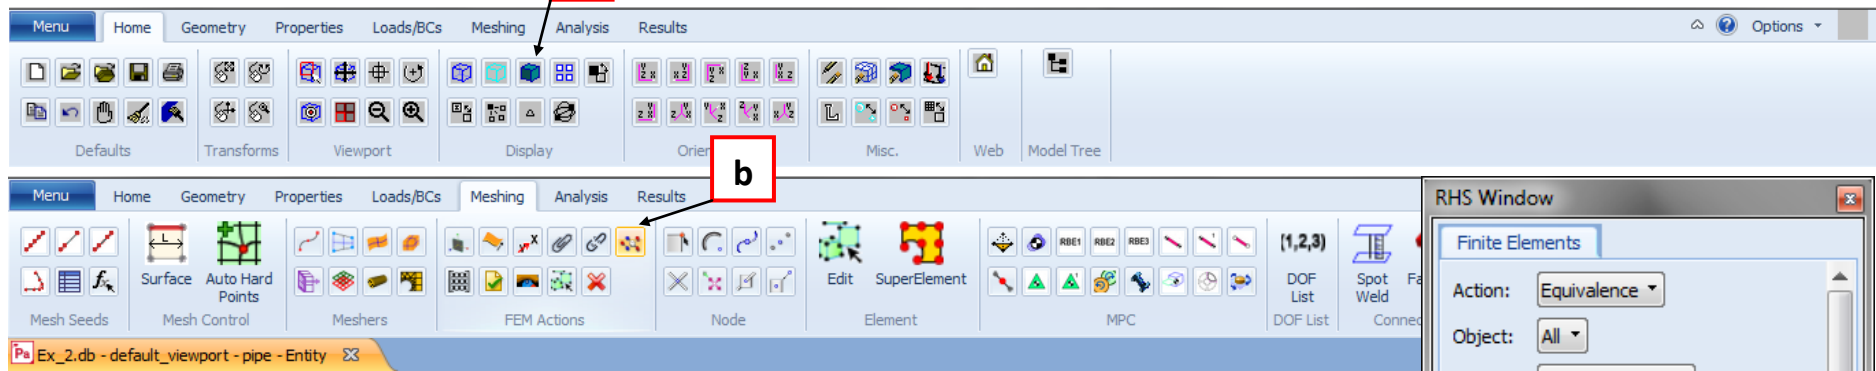 Menu Home Geometry Properties Loads/BCs Meshing Analysis Results Options
Defaults Transforms Viewport Display Misc. Web Model Tree
b
Menu Home Geometry Properties Loads/BCs Meshing Analysis Results
RHS Window
Finite Elements
Surface Auto Hard Points
RBE1 RBE2 RBE3
Edit SuperElement
(1,2,3)
DOF List
Spot Weld
Mesh Seeds Mesh Control Meshers FEM Actions Node Element MPC DOF List
Action: Equivalence
Object: All
Pa Ex_2.db - default_viewport - pipe - Entity